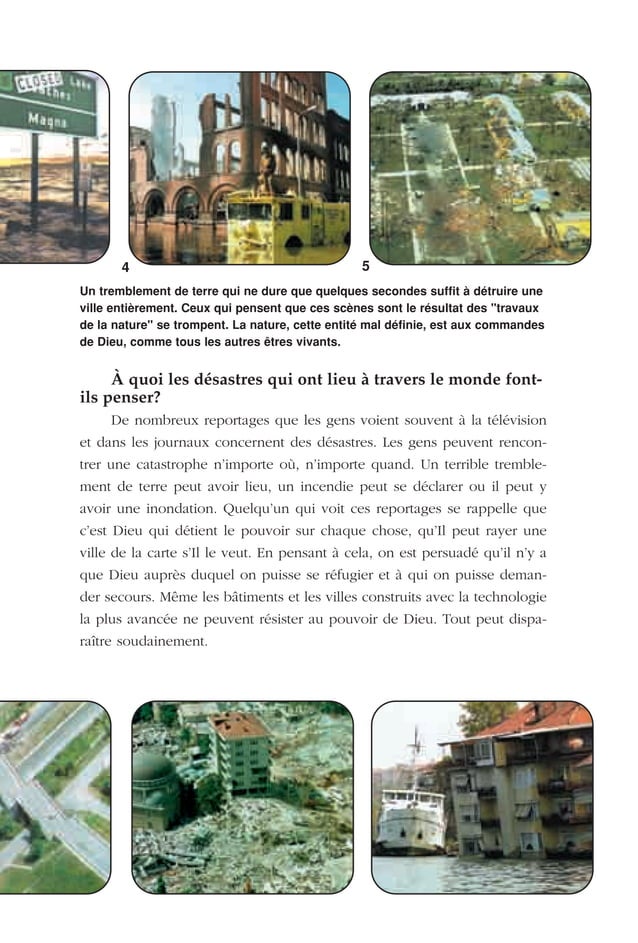 CLOSED
Lake
Magna
4
5
Un tremblement de terre qui ne dure que quelques secondes suffit à détruire une
ville entièrement. Ceux qui pensent que ces scènes sont le résultat des "travaux
de la nature" se trompent. La nature, cette entité mal définie, est aux commandes
de Dieu, comme tous les autres êtres vivants.
À quoi les désastres qui ont lieu à travers le monde font-
ils penser?
De nombreux reportages que les gens voient souvent à la télévision
et dans les journaux concernent des désastres. Les gens peuvent rencon-
trer une catastrophe n'importe où, n'importe quand. Un terrible tremble-
ment de terre peut avoir lieu, un incendie peut se déclarer ou il peut y
avoir une inondation. Quelqu'un qui voit ces reportages se rappelle que
c'est Dieu qui détient le pouvoir sur chaque chose, qu'Il peut rayer une
ville de la carte s'Il le veut. En pensant à cela, on est persuadé qu'il n'y a
que Dieu auprès duquel on puisse se réfugier et à qui on puisse deman-
der secours. Même les bâtiments et les villes construits avec la technologie
la plus avancée ne peuvent résister au pouvoir de Dieu. Tout peut dispa-
raître soudainement.